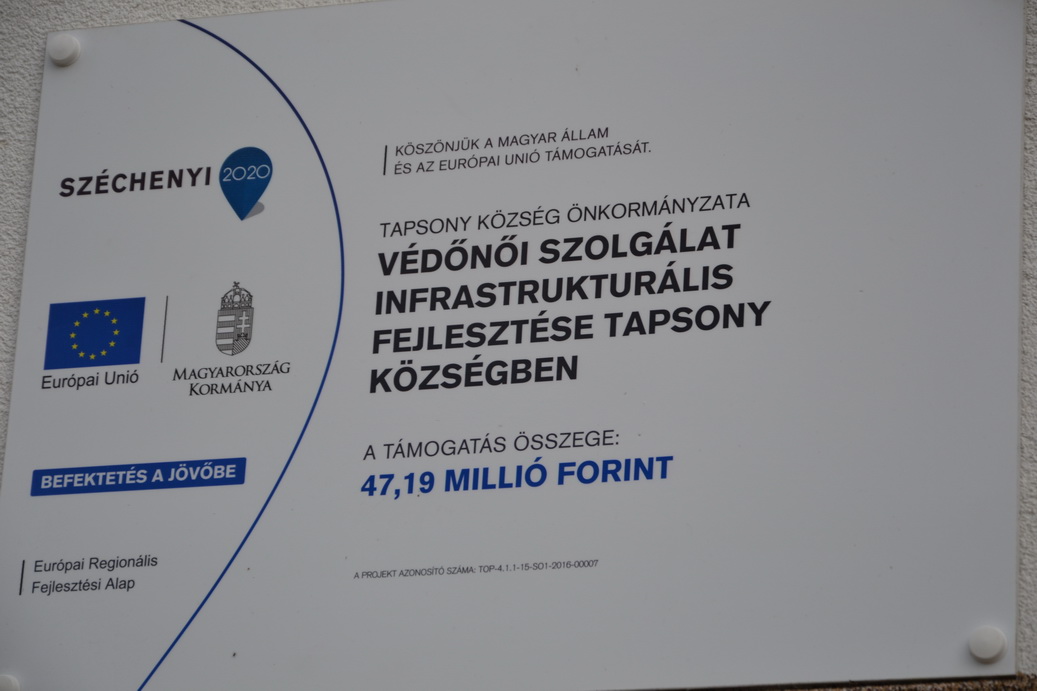 SZÉCHENYI 2020
Európai Unió
MAGYARORSZÁG
KORMÁNYA
BEFEKTETÉS A JÖVŐBE
Európai Regionális
Fejlesztési Alap
KÖSZÖNJÜK A MAGYAR ÁLLAM
ÉS AZ EURÓPAI UNIÓ TÁMOGATÁSÁT.
TAPSONY KÖZSÉG ÖNKORMÁNYZATA
VÉDŐNŐI SZOLGÁLAT
INFRASTRUKTURÁLIS
FEJLESZTÉSE TAPSONY
KÖZSÉGBEN
A TÁMOGATÁS ÖSSZEGE:
47,19 MILLIÓ FORINT
A PROJEKT AZONOSÍTÓ SZÁMA: TOP-4.1.1-15-SO1-2016-00007